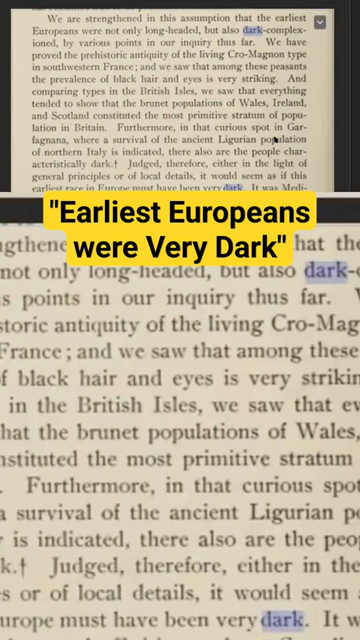 We are strengthened in this assumption that the earliest
Europeans were not only long-headed, but also dark-complex-
ioned, by various points in our inquiry thus far. We have
proved the prehistoric antiquity of the living Cro-Magnon type
in southwestern France; and we saw that among these peasants
the prevalence of black hair and eyes is very striking. And
comparing types in the British Isles, we saw that everything
tended to show that the brunet populations of Wales, Ireland,
and Scotland constituted the most primitive stratum of popu-
lation in Britain. Furthermore, in that curious spot in Gar-
fagnana, where a survival of the ancient Ligurian population
of northern Italy is indicated, there also are the people char-
acteristically dark.† Judged, therefore, either in the light of
general principles or of local details, it would seem as if this
earliest race in Europe must have been very dark. It was Medi-
"Earliest Europeans
were Very Dark"
gthene hat the
not only long-headed, but also dark-c
s points in our inquiry thus far.
storic antiquity of the living Cro-Mag
France; and we saw that among these
f black hair and eyes is very strikin
in the British Isles, we saw that ev
hat the brunet populations of Wales,
nstituted the most primitive stratum
. Furthermore, in that curious spot
a survival of the ancient Ligurian po
is indicated, there also are the peop
k.† Judged, therefore, either in the
s or of local details, it would seem
urope must have been very dark. It w